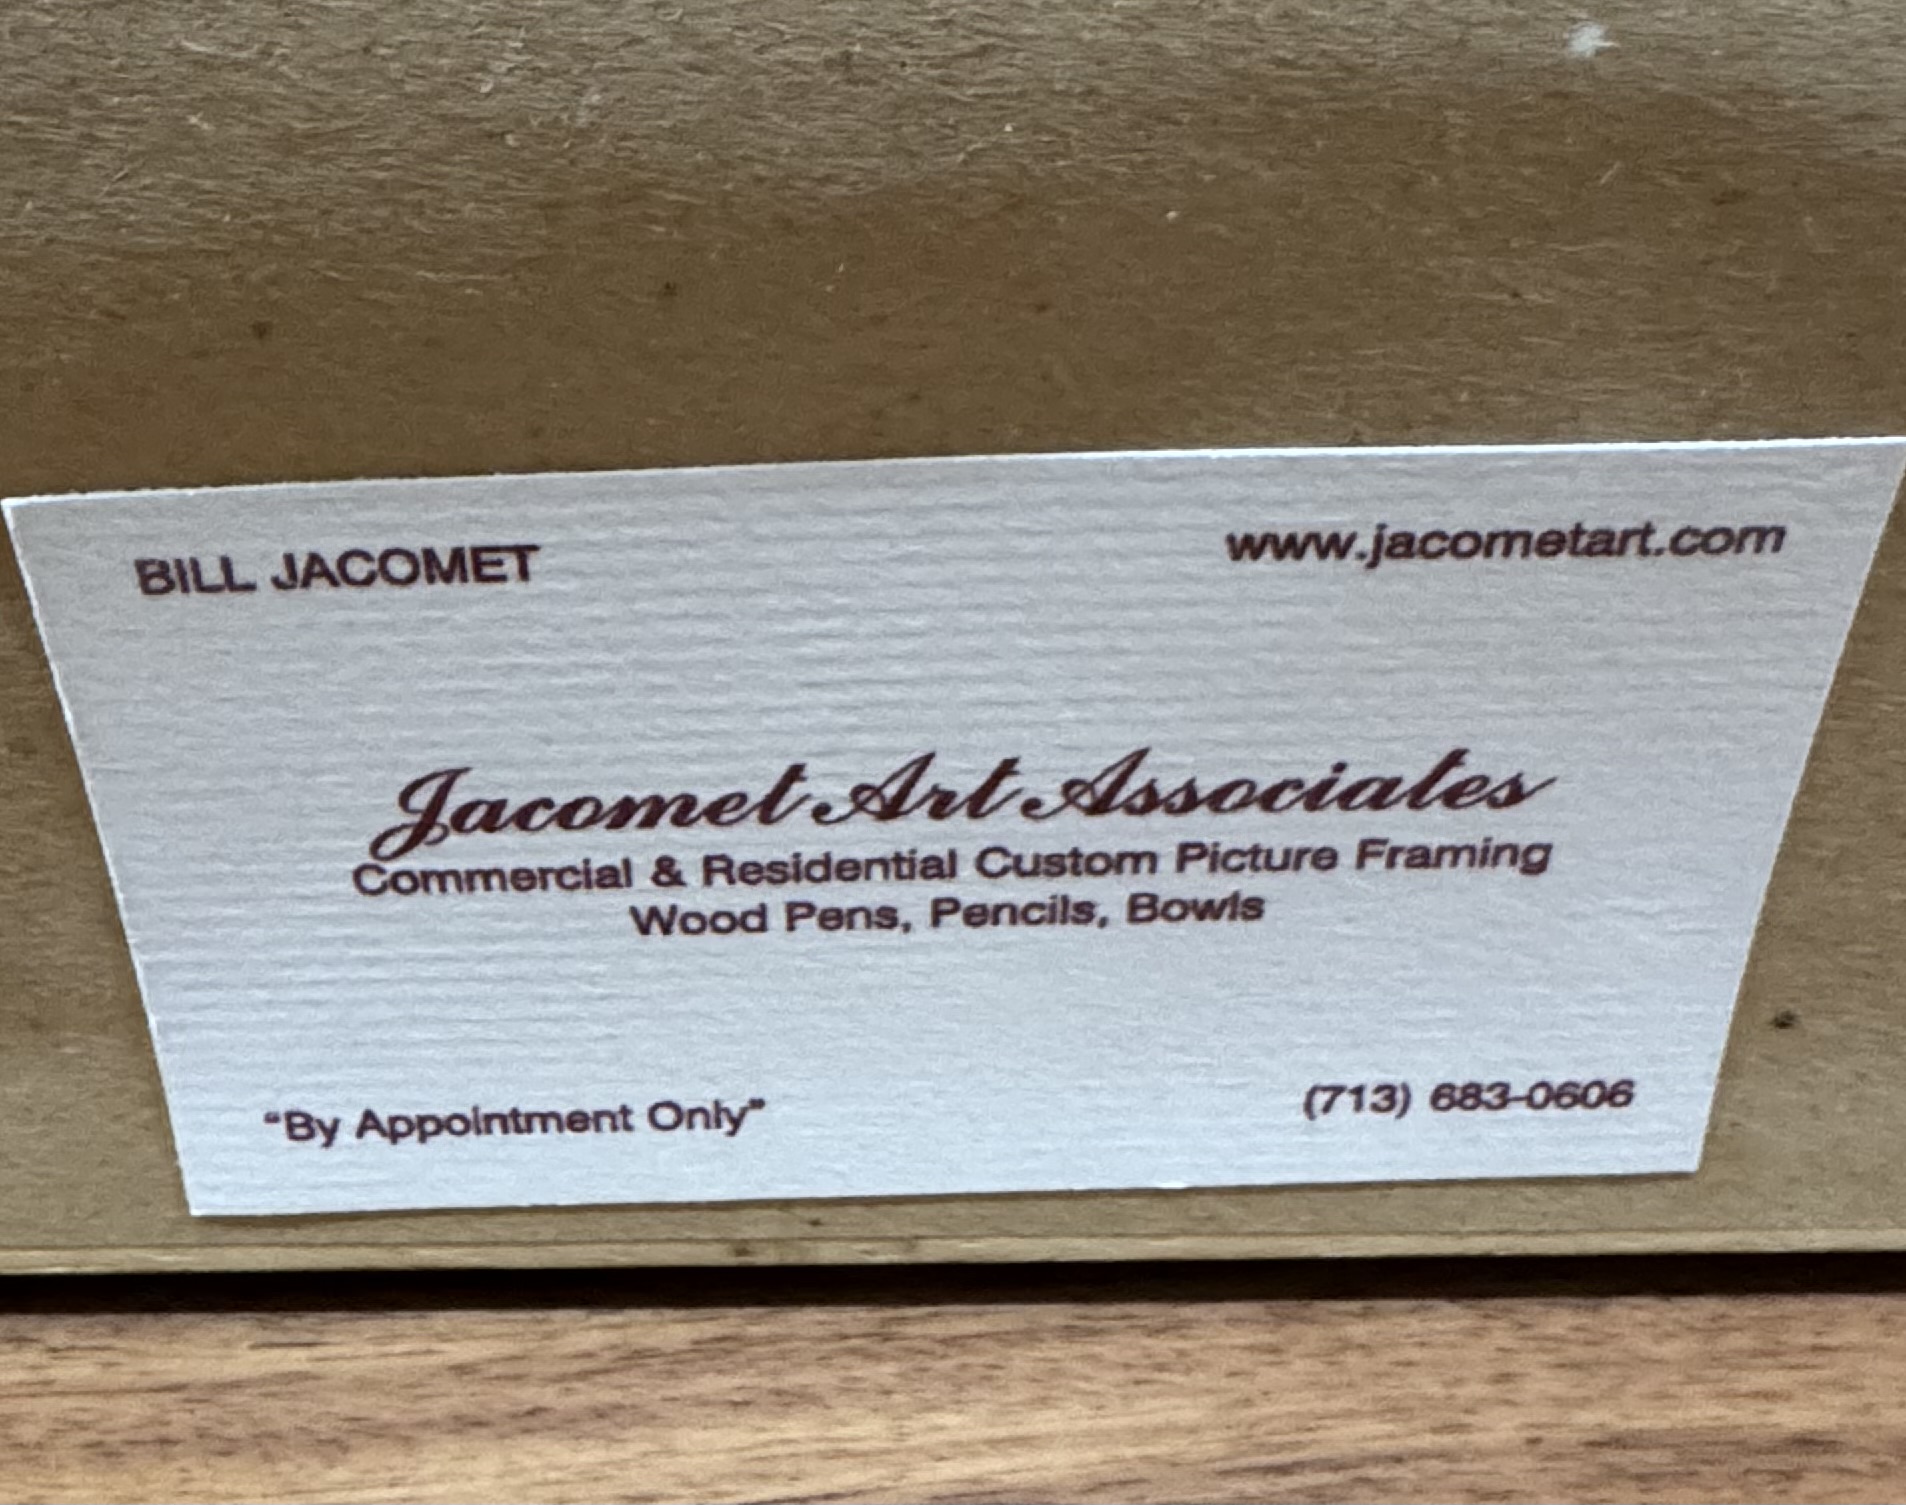 BILL JACOMET
www.jacometart.com
Jacomet Art Associates
Commercial & Residential Custom Picture Framing
Wood Pens, Pencils, Bowls
"By Appointment Only"
(713) 683-0606